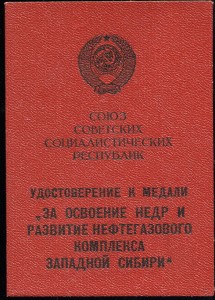 СОЮЗ
СОВЕТСКИХ
СОЦИАЛИСТИЧЕСКИХ
РЕСПУБЛИК
УДОСТОВЕРЕНИЕ К МЕДАЛИ
„ЗА ОСВОЕНИЕ НЕДР И
РАЗВИТИЕ НЕФТЕГАЗОВОГО
КОМПЛЕКСА
ЗАПАДНОЙ СИБИРИ“